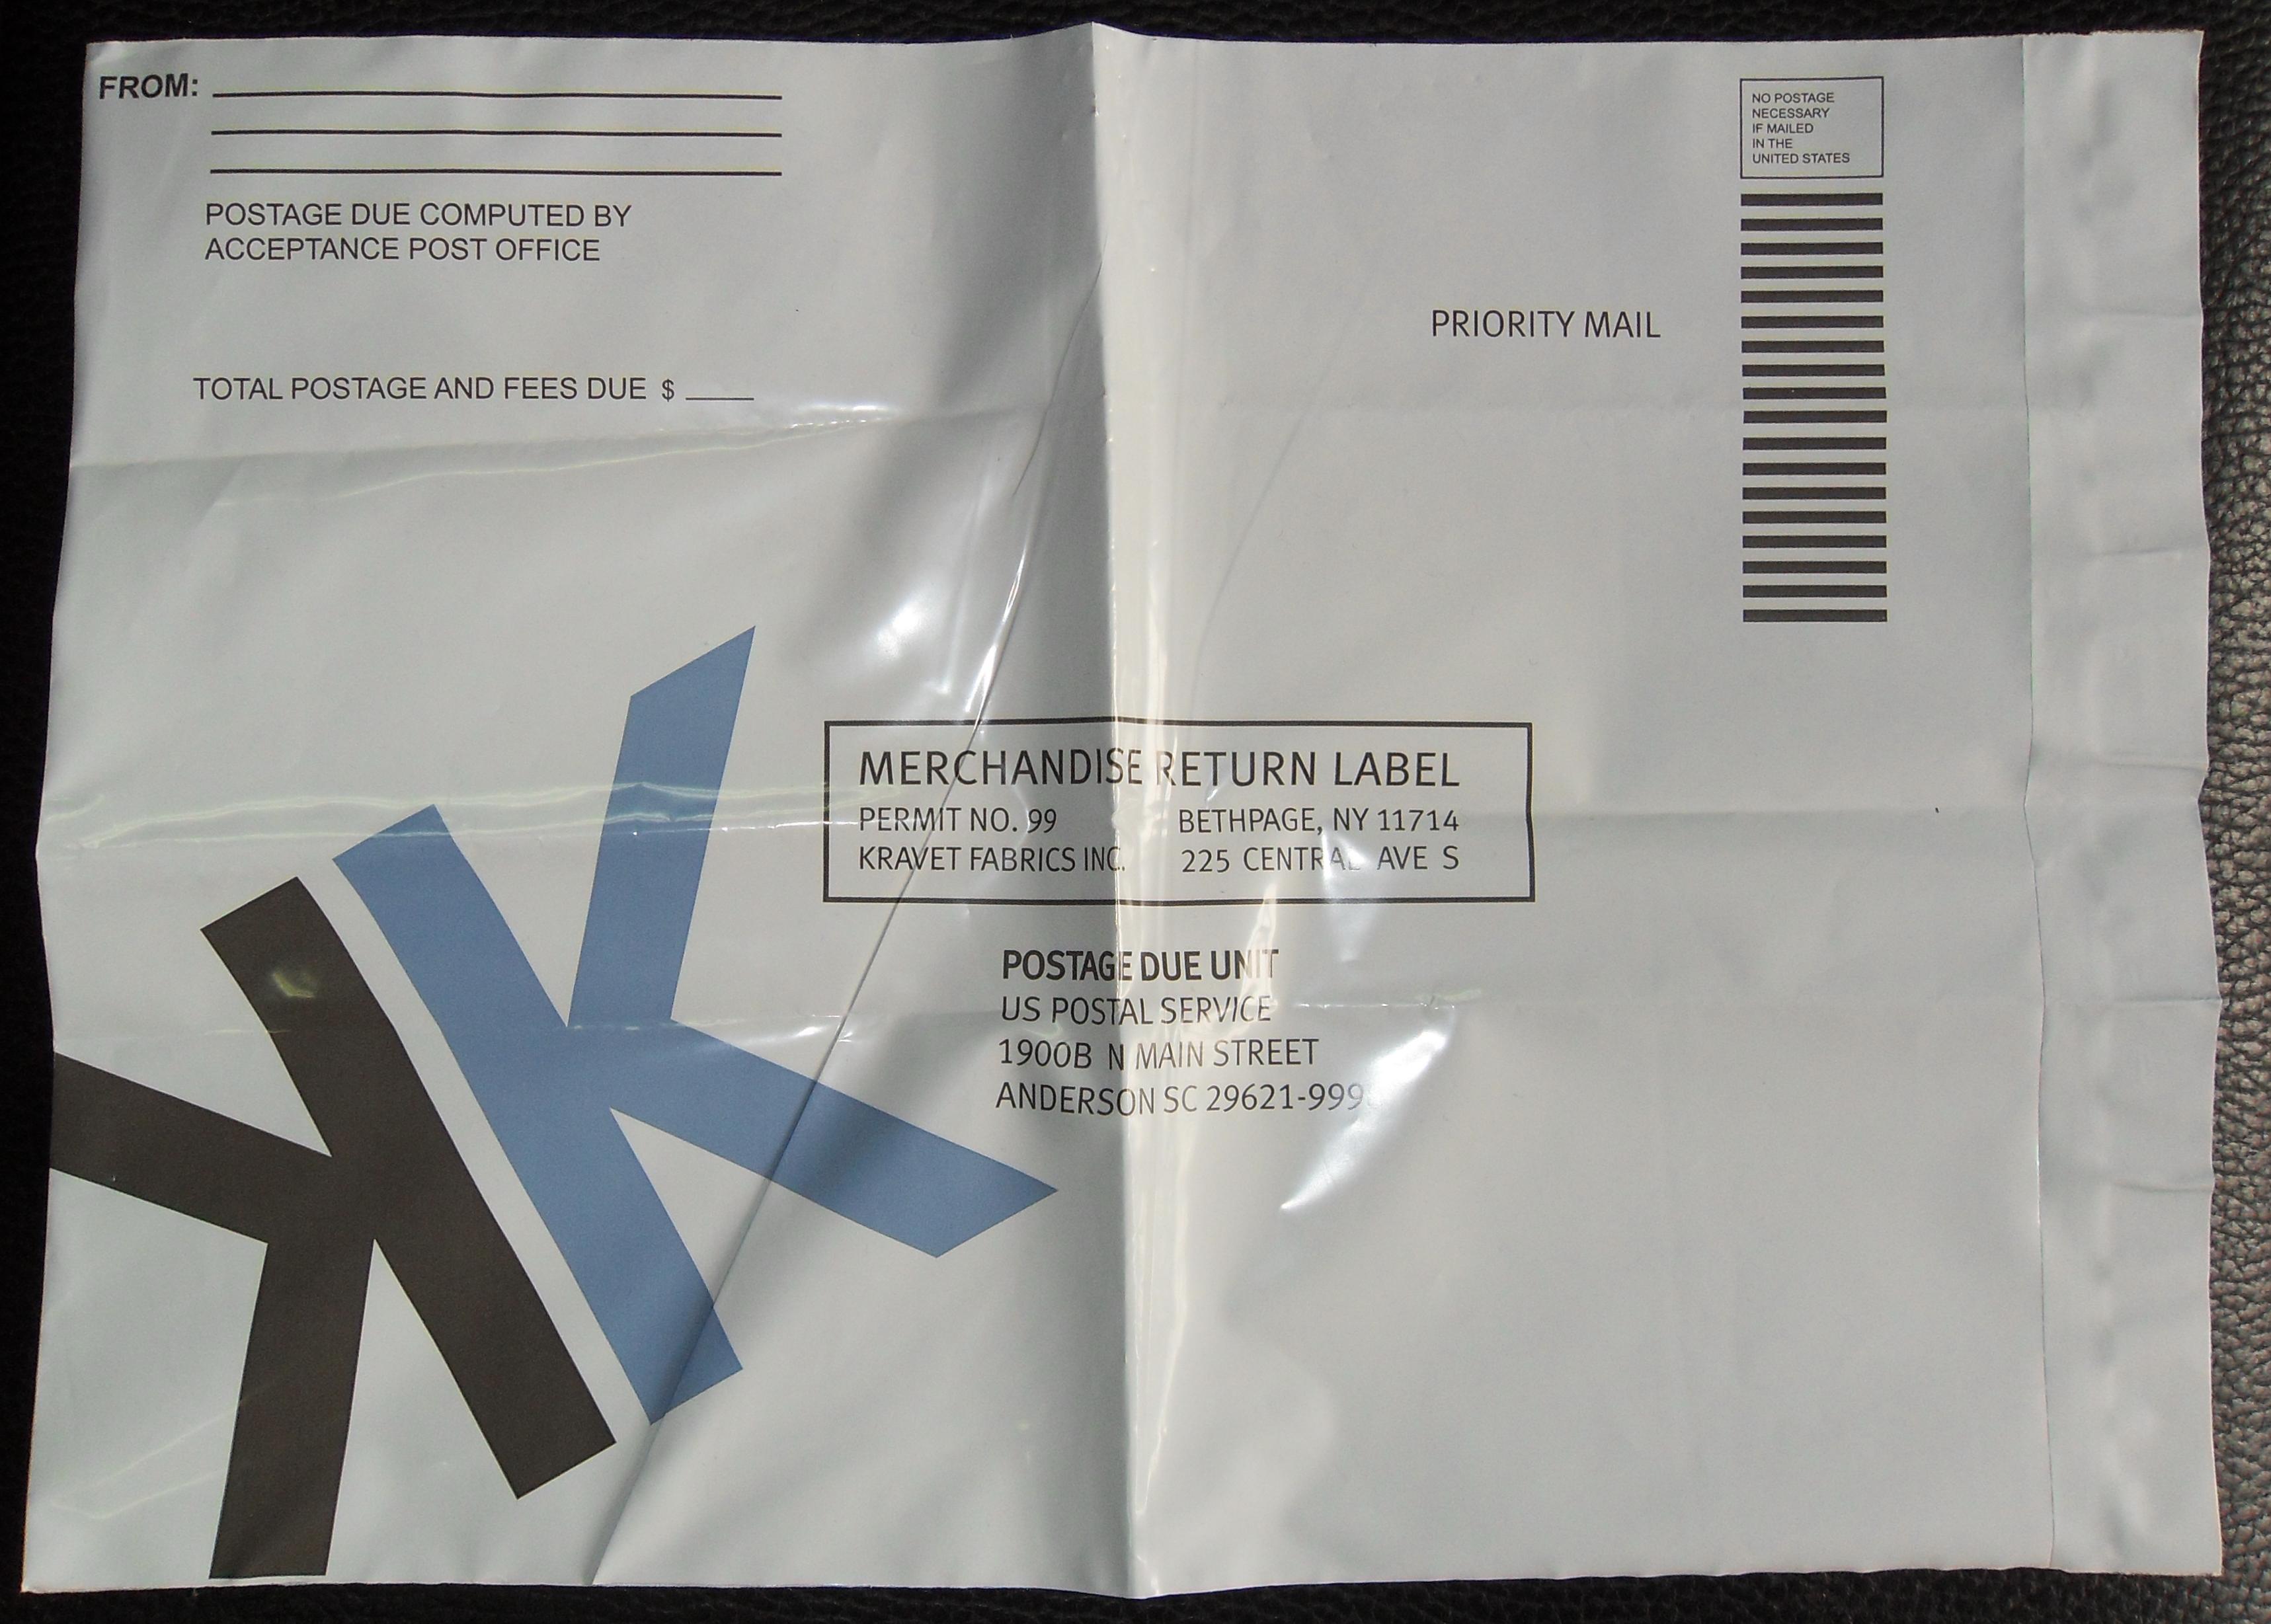 FROM:
POSTAGE DUE COMPUTED BY
ACCEPTANCE POST OFFICE
TOTAL POSTAGE AND FEES DUE $
NO POSTAGE
NECESSARY
IF MAILED
IN THE
UNITED STATES
PRIORITY MAIL
MERCHANDISE RETURN LABEL
PERMIT NO. 99 BETHPAGE, NY 11714
KRAVET FABRICS INC. 225 CENTRAL AVE S
POSTAGE DUE UNIT
US POSTAL SERVICE
1900B N MAIN STREET
ANDERSON SC
K K